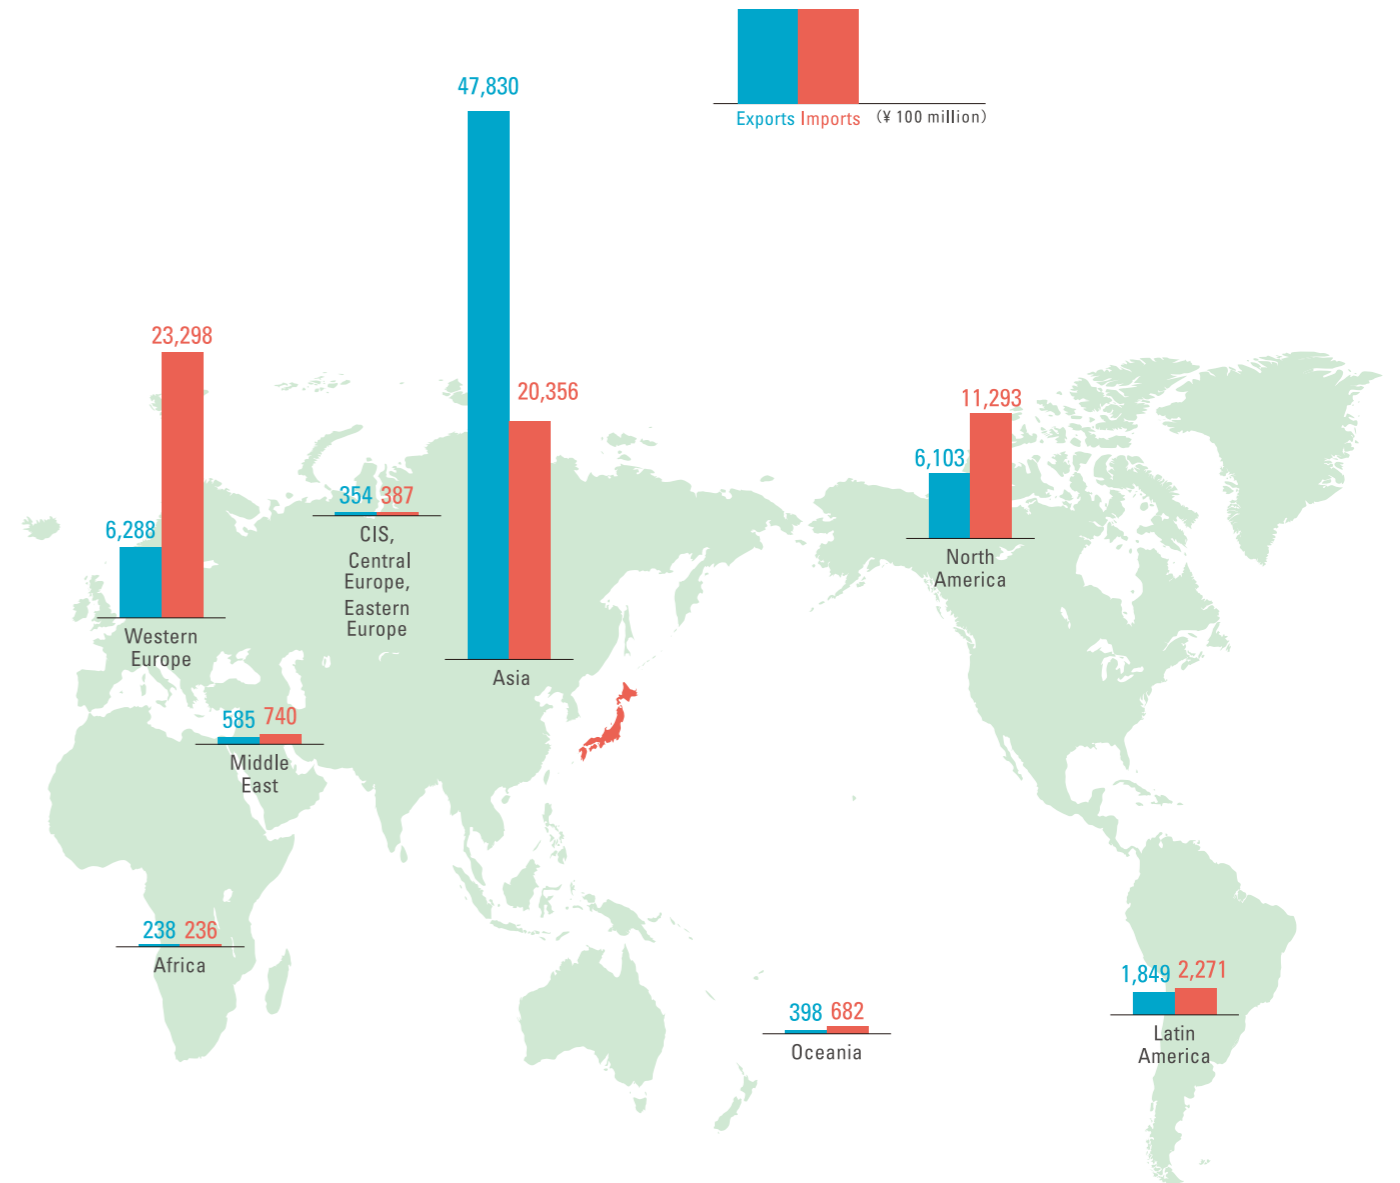 Exports Imports (¥ 100 million)
47,830
20,356
Asia
23,298
6,288
Western
Europe
354 387
CIS,
Central
Europe,
Eastern
Europe
11,293
6,103
North
America
585 740
Middle
East
238 236
Africa
398 682
Oceania
1,849 2,271
Latin
America